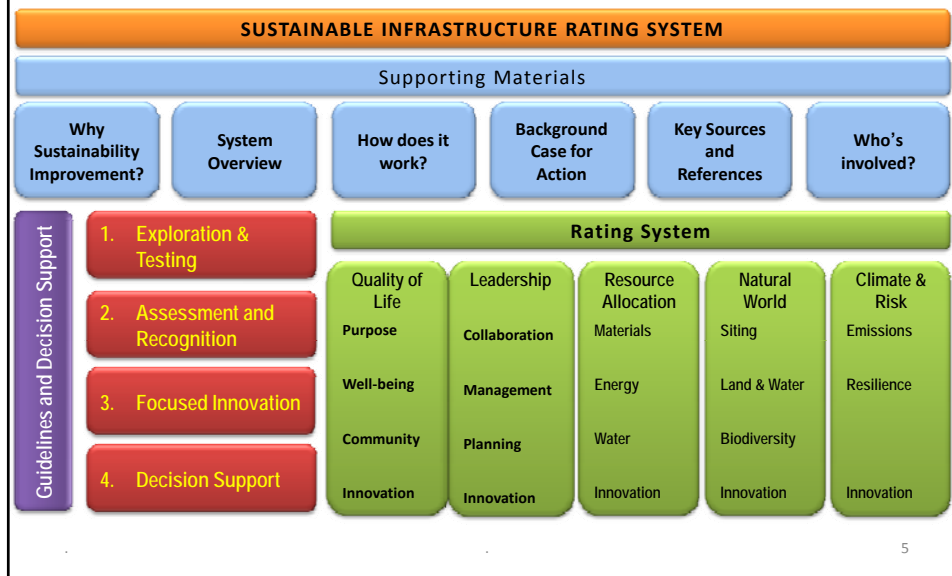 SUSTAINABLE INFRASTRUCTURE RATING SYSTEM
Supporting Materials
Why
Sustainability
Improvement?
System
Overview
How does it
work?
Background
Case for
Action
Key Sources
and
References
Who's
involved?
Guidelines and Decision Support
1. Exploration &
Testing
2. Assessment and
Recognition
3. Focused Innovation
4. Decision Support
Rating System
Quality of
Life
Purpose
Well-being
Community
Innovation
Leadership
Collaboration
Management
Planning
Innovation
Resource
Allocation
Materials
Energy
Water
Innovation
Natural
World
Siting
Land & Water
Biodiversity
Innovation
Climate &
Risk
Emissions
Resilience
Innovation
. . 5